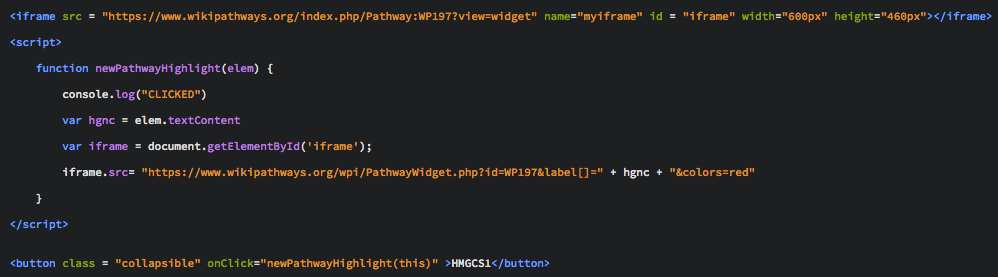 <iframe src = "https://www.wikipathways.org/index.php/Pathway:WP197?view=widget" name="myiframe" id = "iframe" width="600px" height="460px"></iframe>
<script>
    function newPathwayHighlight(elem) {
        console.log("CLICKED")
        var hgnc = elem.textContent
        var iframe = document.getElementById('iframe');
        iframe.src= "https://www.wikipathways.org/wpi/PathwayWidget.php?id=WP197&label[]=" + hgnc + "&colors=red"
    }
</script>
<button class = "collapsible" onClick="newPathwayHighlight(this)" >HMGCS1</button>